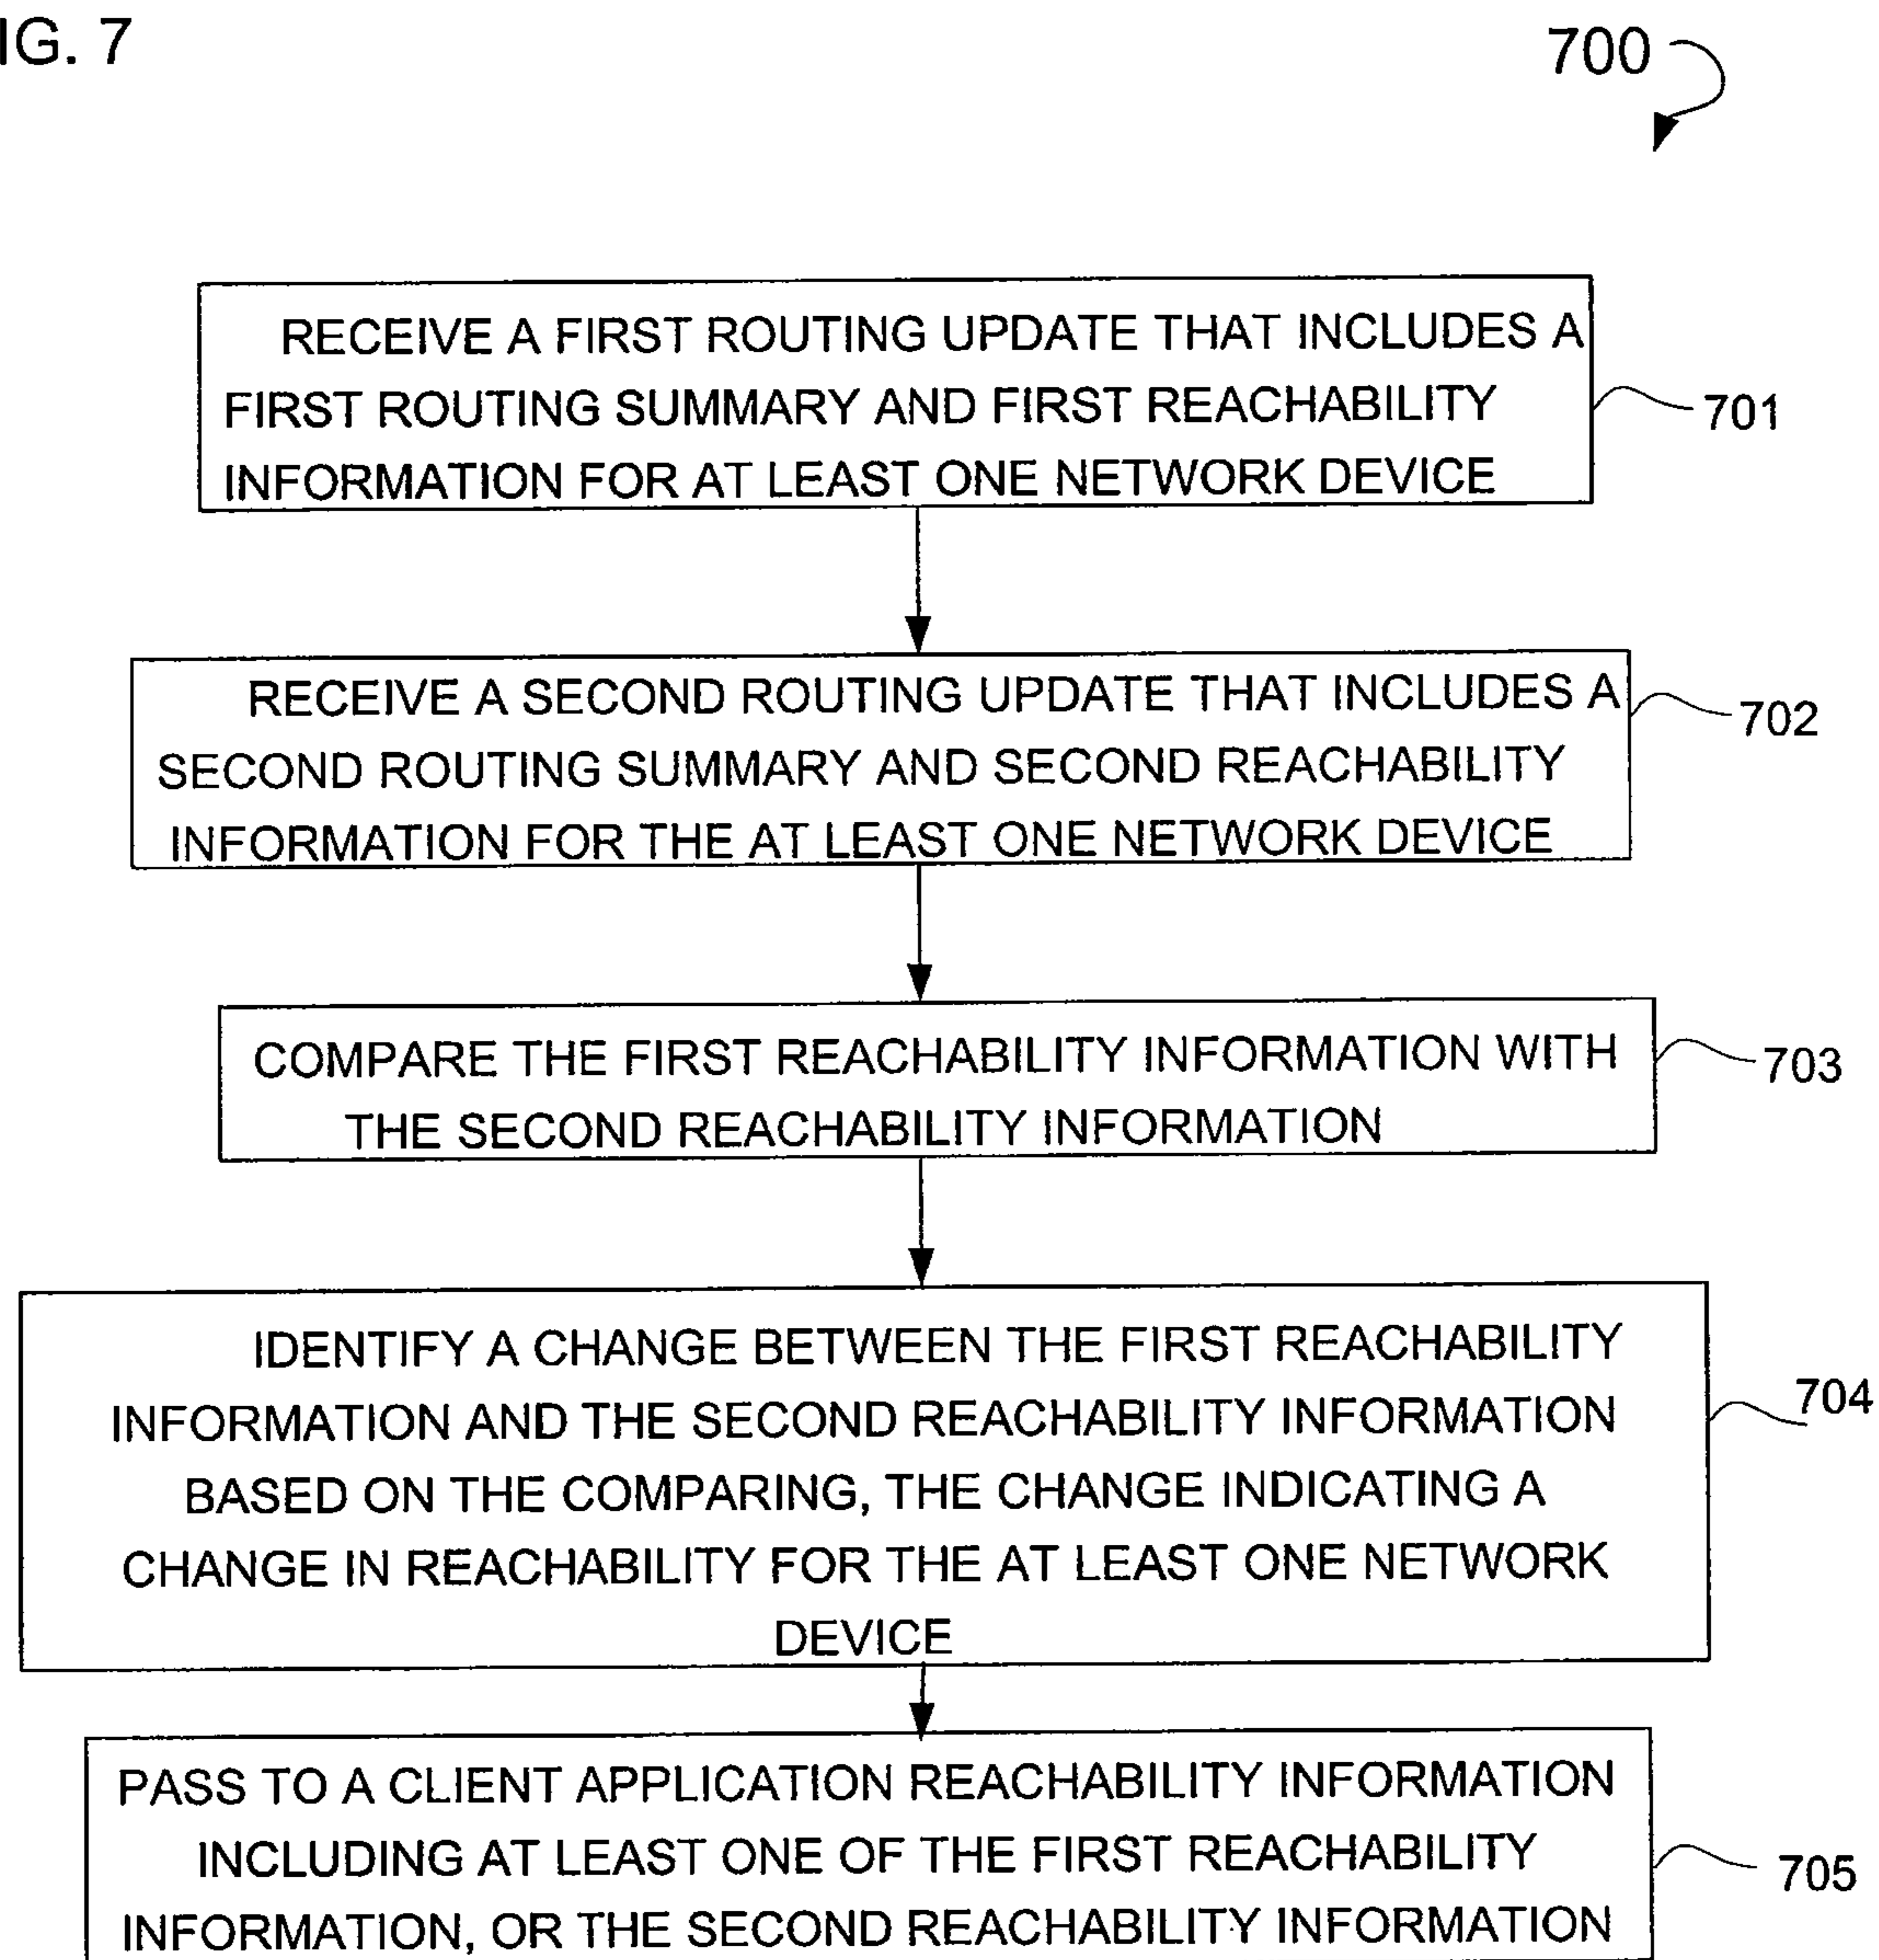 IG. 7
700
RECEIVE A FIRST ROUTING UPDATE THAT INCLUDES A
FIRST ROUTING SUMMARY AND FIRST REACHABILITY
INFORMATION FOR AT LEAST ONE NETWORK DEVICE
701
RECEIVE A SECOND ROUTING UPDATE THAT INCLUDES A
SECOND ROUTING SUMMARY AND SECOND REACHABILITY
INFORMATION FOR THE AT LEAST ONE NETWORK DEVICE
702
COMPARE THE FIRST REACHABILITY INFORMATION WITH
THE SECOND REACHABILITY INFORMATION
703
IDENTIFY A CHANGE BETWEEN THE FIRST REACHABILITY
INFORMATION AND THE SECOND REACHABILITY INFORMATION
BASED ON THE COMPARING, THE CHANGE INDICATING A
CHANGE IN REACHABILITY FOR THE AT LEAST ONE NETWORK
DEVICE
704
PASS TO A CLIENT APPLICATION REACHABILITY INFORMATION
INCLUDING AT LEAST ONE OF THE FIRST REACHABILITY
INFORMATION, OR THE SECOND REACHABILITY INFORMATION
705